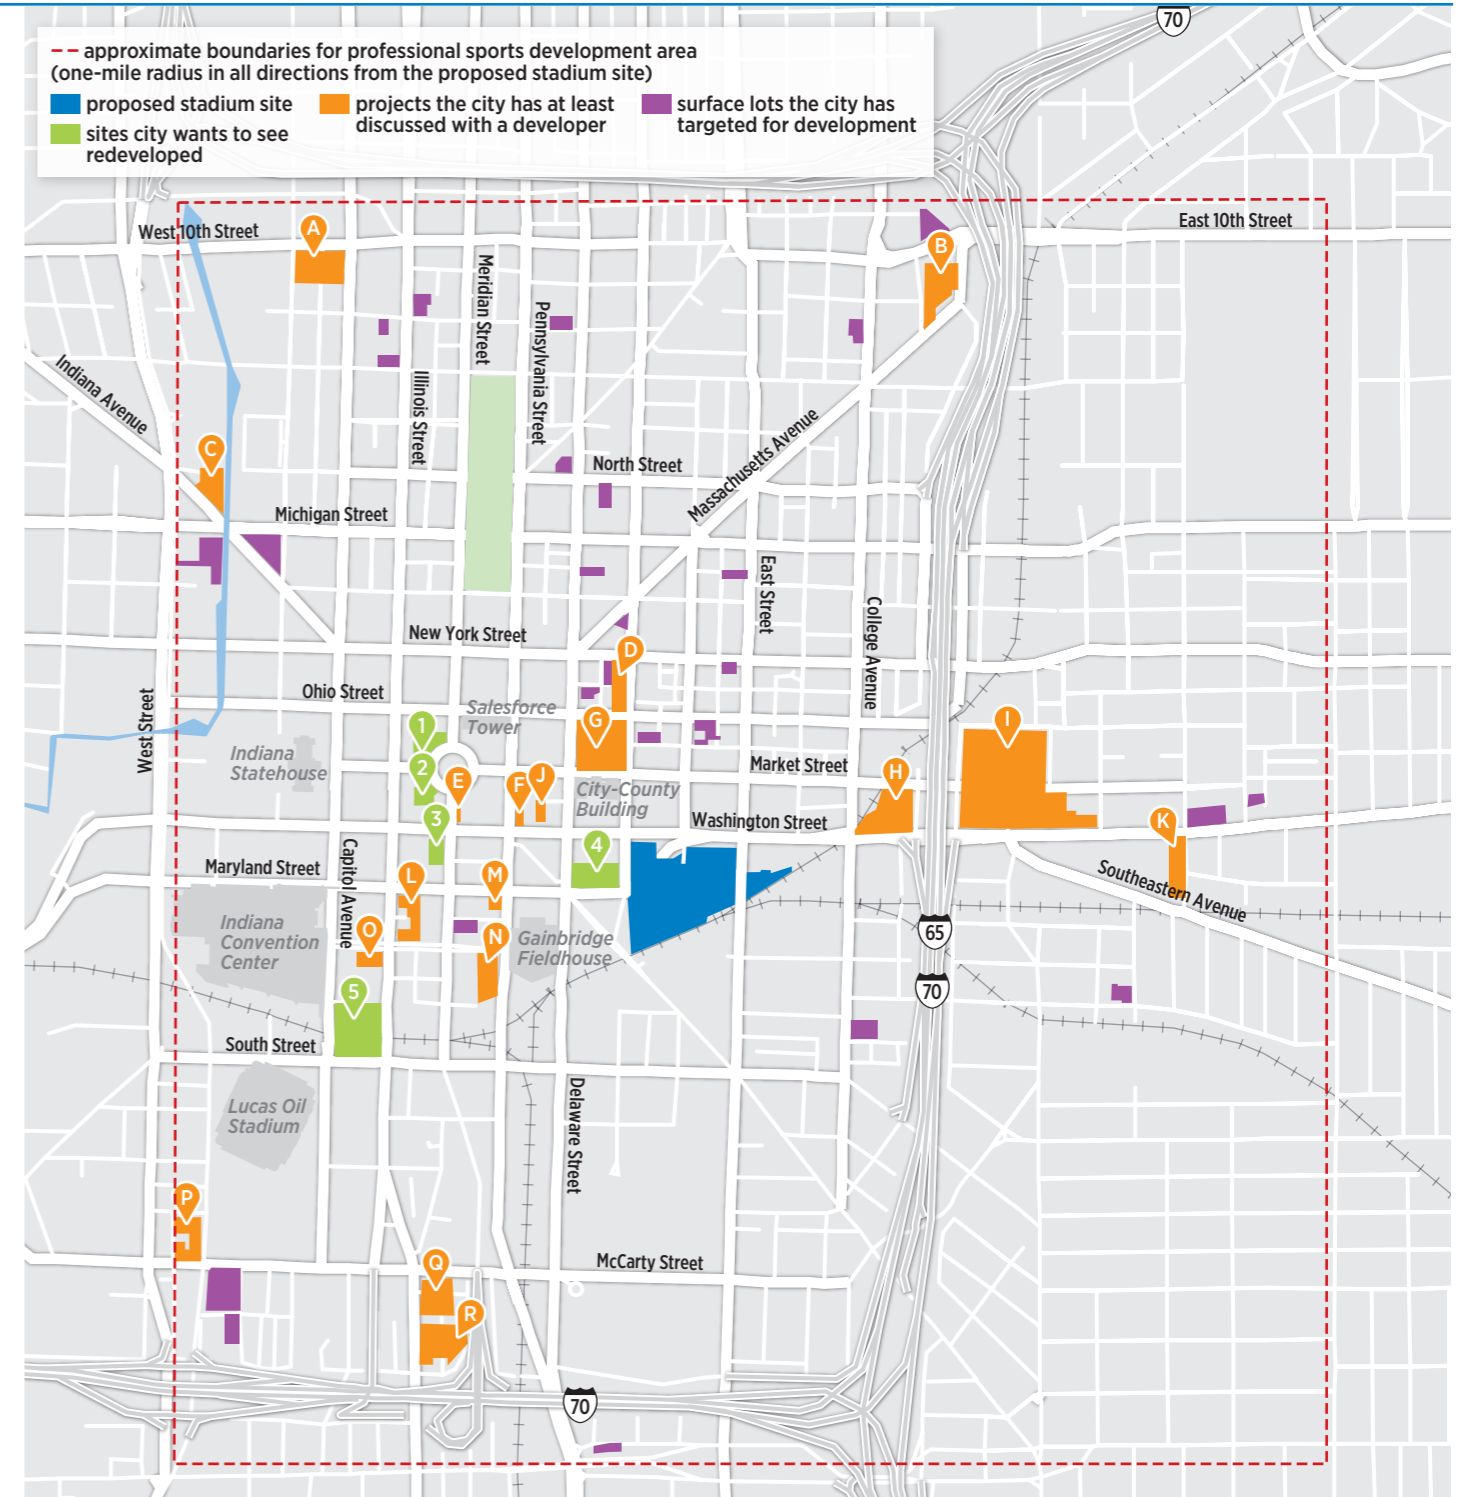 70
approximate boundaries for professional sports development area
(one-mile radius in all directions from the proposed stadium site)
proposed stadium site
projects the city has at least
discussed with a developer
surface lots the city has
targeted for development
sites city wants to see
redeveloped
West 10th Street
A
B
East 10th Street
Meridian Street
Pennsylvania Street
Indiana Avenue
Illinois Street
Massachusetts Avenue
C
North Street
Michigan Street
East Street
College Avenue
New York Street
D
Ohio Street
West Street
Salesforce
Tower
1
G
I
Indiana
Statehouse
2
E
F
J
Market Street
H
City-County
Building
3
Washington Street
K
4
Capitol Avenue
Maryland Street
L
M
Southeastern Avenue
Indiana
Convention
Center
O
N
Gainbridge
Fieldhouse
65
5
70
South Street
Lucas Oil
Stadium
Delaware Street
P
Q
McCarty Street
R
70